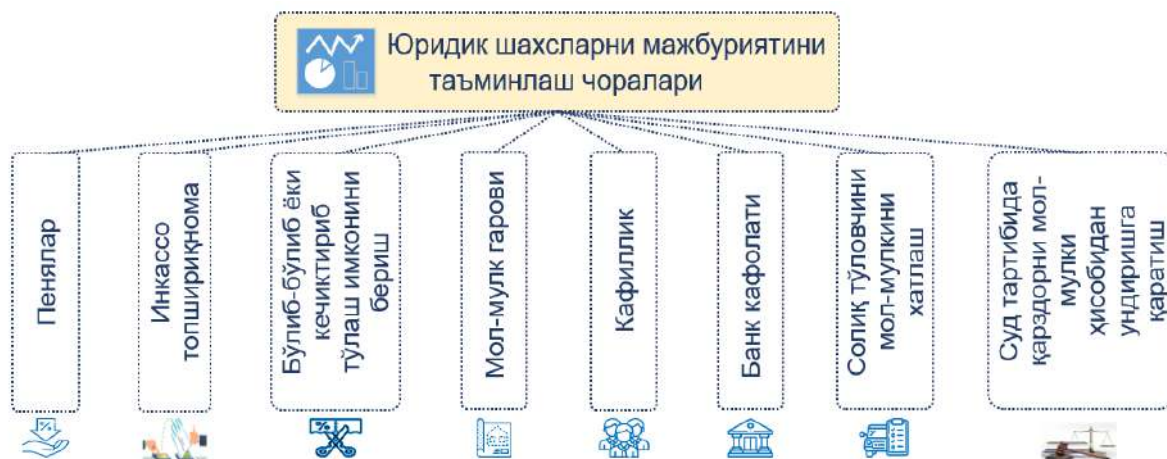 Юридик шахсларни мажбуриятини
таъминлаш чоралари
Пенялар
Инкассо
топшириқнома
Бўлиб-бўлиб ёки
кечиктириб
тўлаш имконини
бериш
Мол-мулк гарови
Кафиллик
Банк кафолати
Солиқ тўловчини
мол-мулкини
хатлаш
Суд тартибида
қарздорни мол-
мулки
ҳисобидан
ундиришга
қаратиш